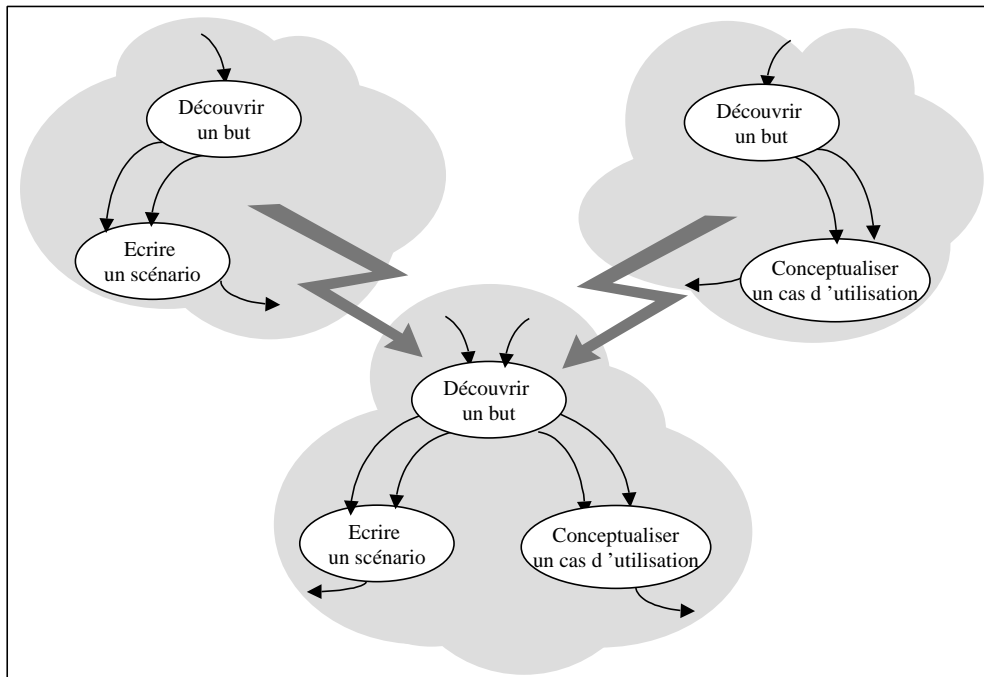 Découvrir
un but
Ecrire
un scénario
Découvrir
un but
Conceptualiser
un cas d ’utilisation
Découvrir
un but
Ecrire
un scénario
Conceptualiser
un cas d ’utilisation